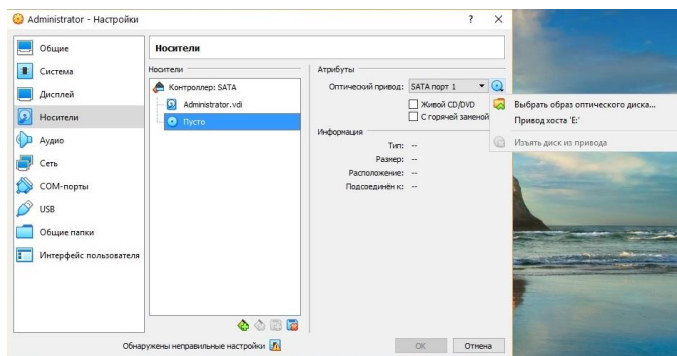 Administrator - Настройки
?
Общие
Система
Дисплей
Носители
Аудио
Сеть
COM-порты
USB
Общие папки
Интерфейс пользователя
Носители
Носители
Контроллер: SATA
Administrator.vdi
Пусто
Атрибуты
Оптический привод: SATA порт 1
Живой CD/DVD
С горячей заменой
Информация
Тип: --
Размер: --
Расположение: --
Подсоединён к: --
Выбрать образ оптического диска...
Привод хоста 'E:'
Изъять диск из привода
Обнаружены неправильные настройки
OK
Отмена